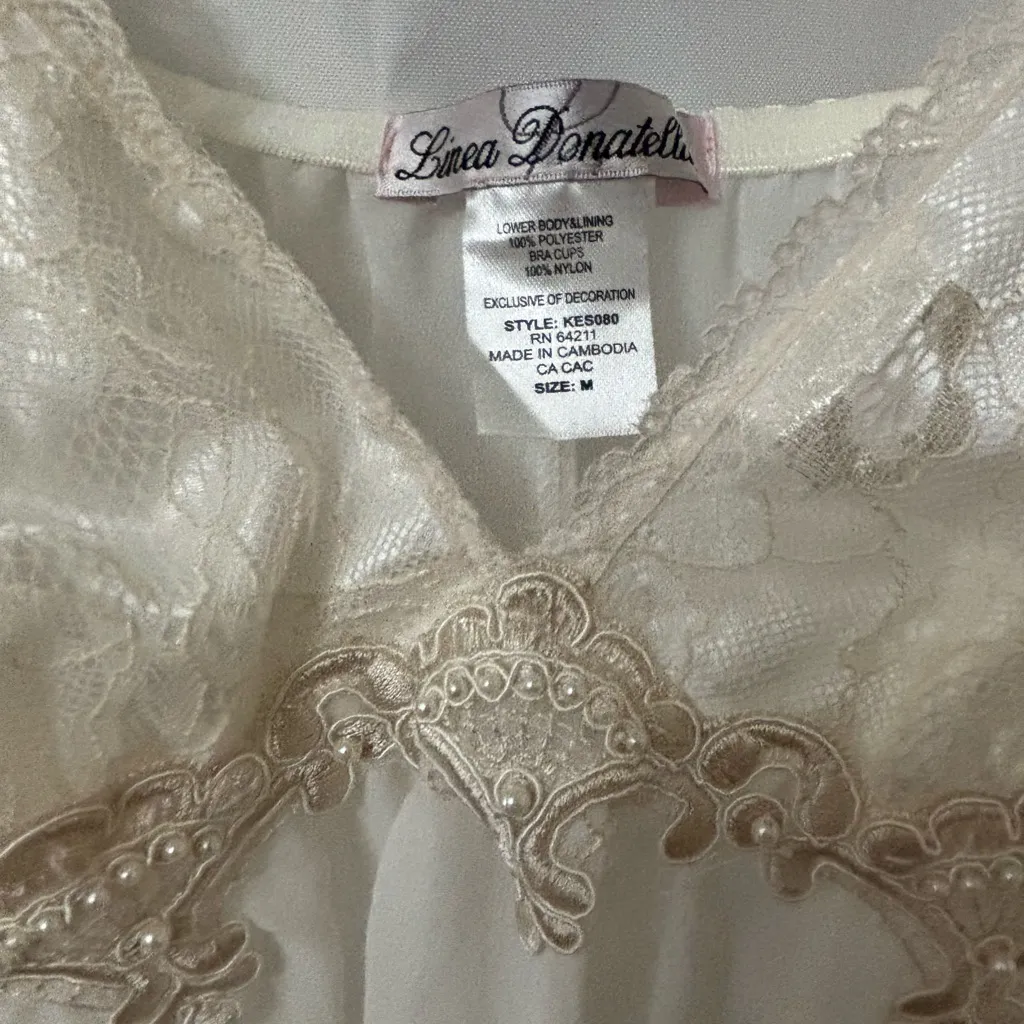 Linea Donatella
LOWER BODY&LINING
100% POLYESTER
BRA CUPS
100% NYLON
EXCLUSIVE OF DECORATION
STYLE: KES080
RN 64211
MADE IN CAMBODIA
CA CAC
SIZE: M